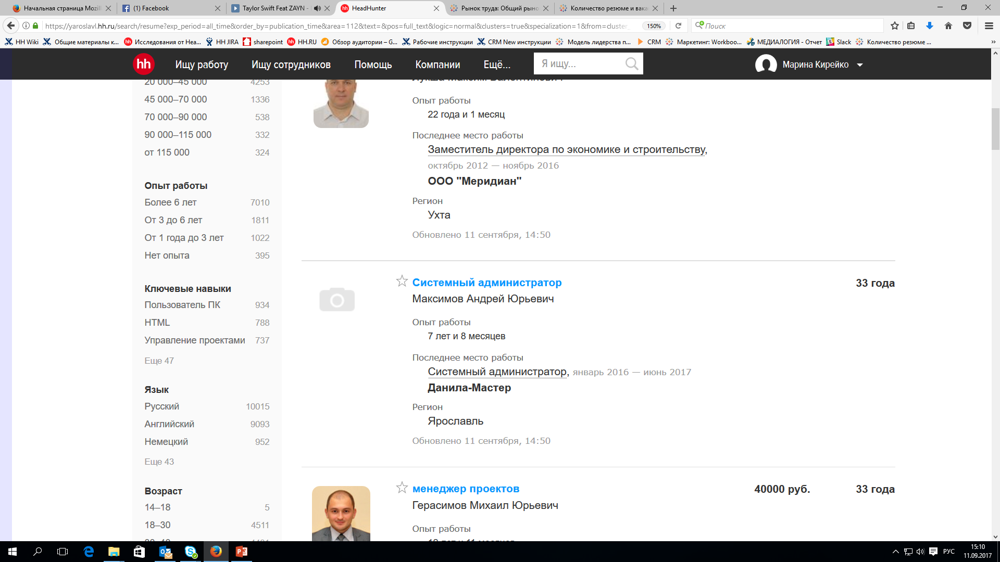 Начальная страница Mozil
(1) Facebook
Taylor Swift Feat ZAYN -
HeadHunter
Рынок труда: Общий рыно
Количество резюме и вака
https://yaroslavl.hh.ru/search/resume?exp_period=all_time&order_by=publication_time&area=112&text=&pos=full_text&logic=normal&clusters=true&specialization=1&from=cluster_
150%
Поиск
HH Wiki
Общие материалы к...
Исследования от Hea...
HH JIRA
sharepoint
HH.RU
Обзор аудитории – G...
Рабочие инструкции
CRM New инструкции
Модель лидерства п...
CRM
Маркетинг: Workboo...
МЕДИАЛОГИЯ - Отчет
Slack
Количество резюме ...
hh
Ищу работу
Ищу сотрудников
Помощь
Компании
Ещё...
Я ищу...
Марина Кирейко
20 000–45 000 4253
45 000–70 000 1336
70 000–90 000 538
90 000–115 000 332
от 115 000 324
Опыт работы
Более 6 лет 7010
От 3 до 6 лет 1811
От 1 года до 3 лет 1022
Нет опыта 395
Ключевые навыки
Пользователь ПК 934
HTML 788
Управление проектами 737
Еще 47
Язык
Русский 10015
Английский 9093
Немецкий 952
Еще 43
Возраст
14–18 5
18–30 4511
Опыт работы
22 года и 1 месяц
Последнее место работы
Заместитель директора по экономике и строительству,
октябрь 2012 — ноябрь 2016
ООО "Меридиан"
Регион
Ухта
Обновлено 11 сентября, 14:50
Системный администратор 33 года
Максимов Андрей Юрьевич
Опыт работы
7 лет и 8 месяцев
Последнее место работы
Системный администратор, январь 2016 — июнь 2017
Данила-Мастер
Регион
Ярославль
Обновлено 11 сентября, 14:50
менеджер проектов 40000 руб. 33 года
Герасимов Михаил Юрьевич
Опыт работы
РУС
15:10
11.09.2017